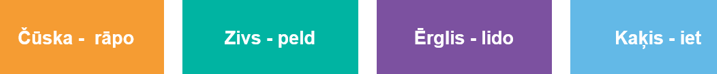 Čūska - rāpo
Zivs - peld
Ērglis - lido
Kaķis - iet